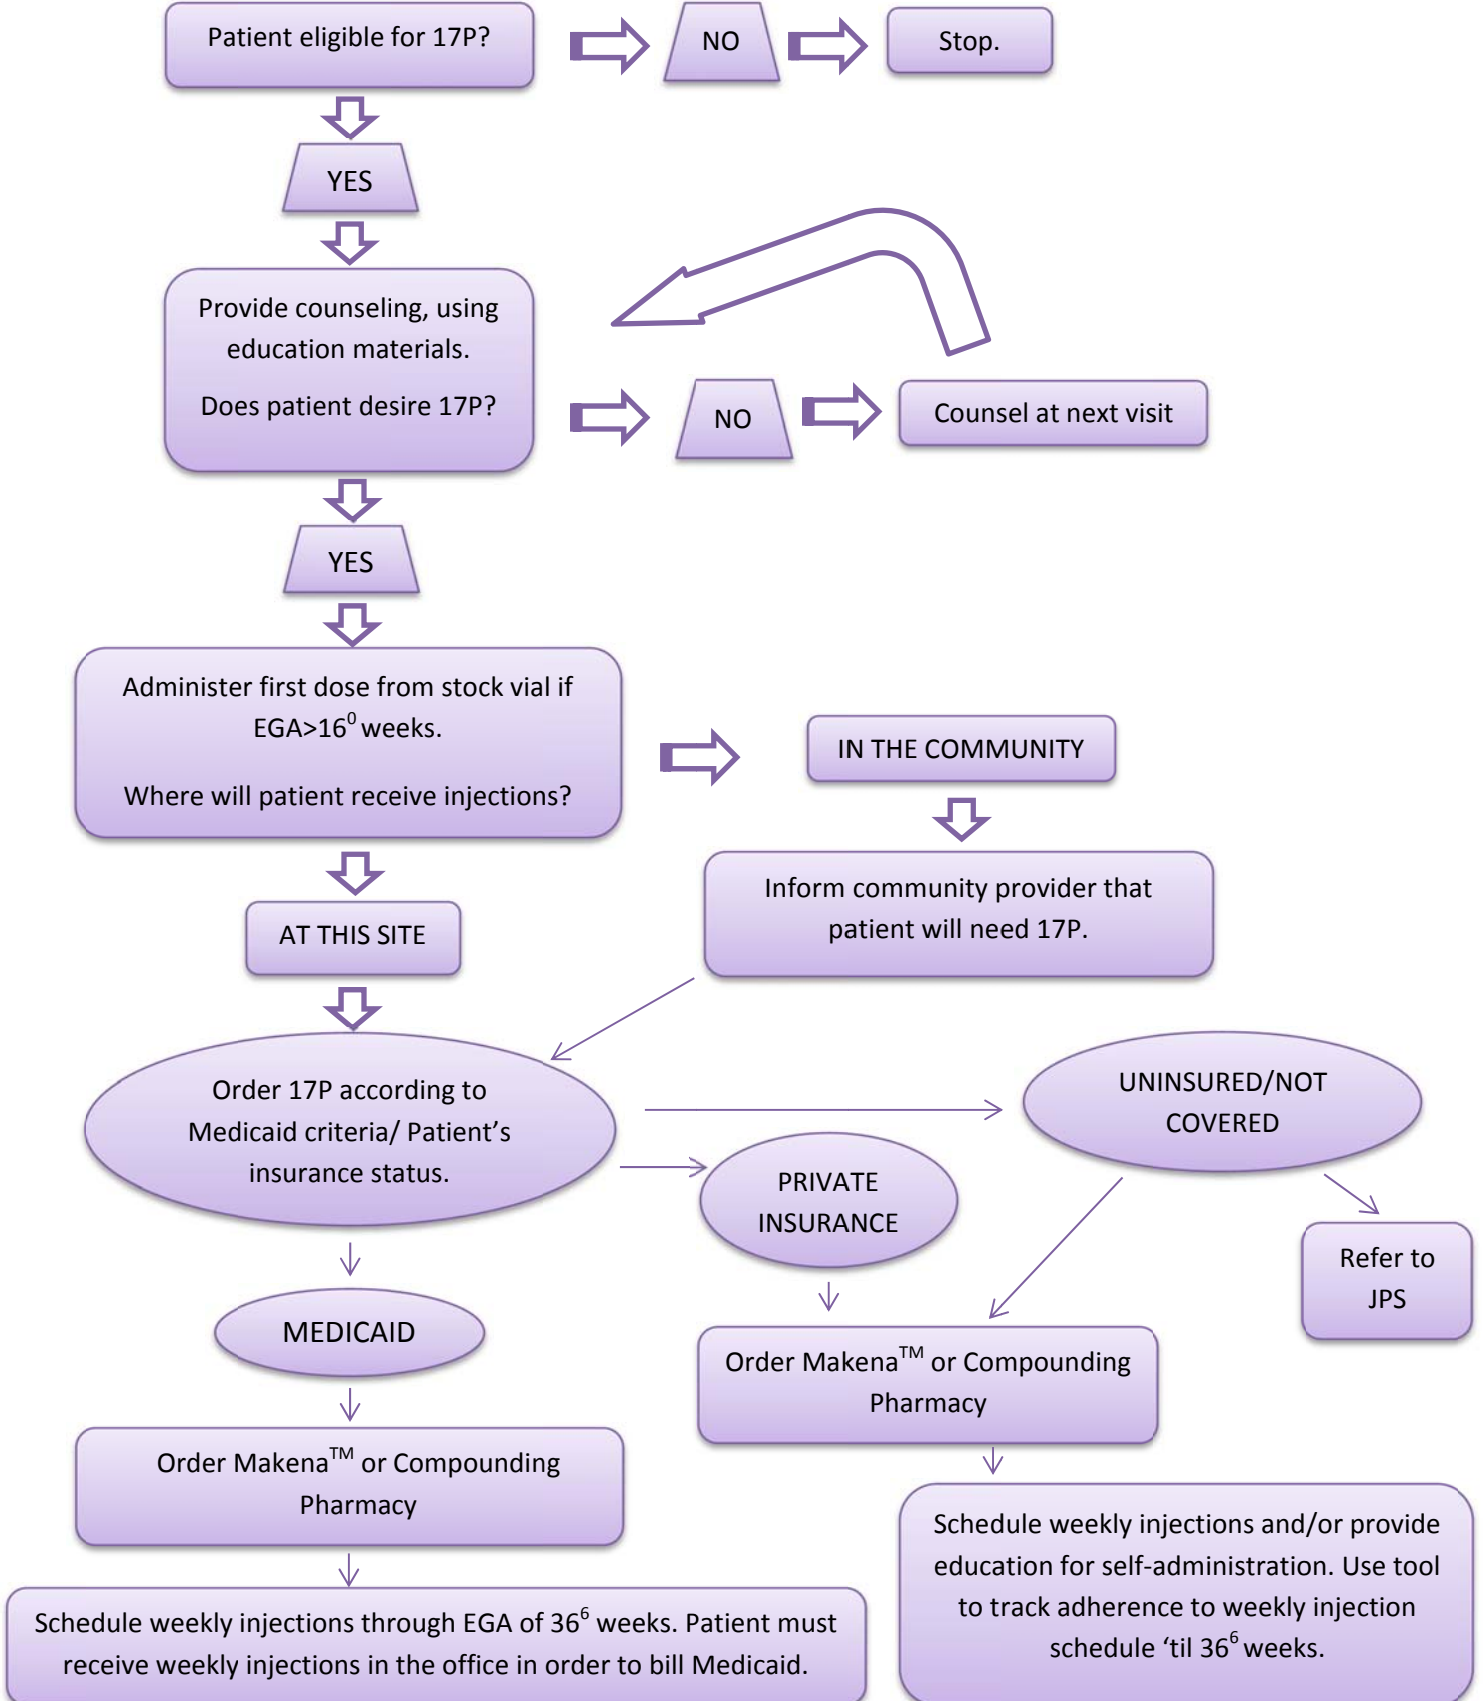 Patient eligible for 17P?
NO
Stop.
YES
Provide counseling, using
education materials.
Does patient desire 17P?
NO
Counsel at next visit
YES
Administer first dose from stock vial if
EGA>16⁰ weeks.
Where will patient receive injections?
IN THE COMMUNITY
Inform community provider that
patient will need 17P.
AT THIS SITE
Order 17P according to
Medicaid criteria/ Patient’s
insurance status.
UNINSURED/NOT
COVERED
PRIVATE
INSURANCE
Refer to
JPS
MEDICAID
Order Makena™ or Compounding
Pharmacy
Order Makena™ or Compounding
Pharmacy
Schedule weekly injections and/or provide
education for self-administration. Use tool
to track adherence to weekly injection
schedule ‘til 36⁶ weeks.
Schedule weekly injections through EGA of 36⁶ weeks. Patient must
receive weekly injections in the office in order to bill Medicaid.